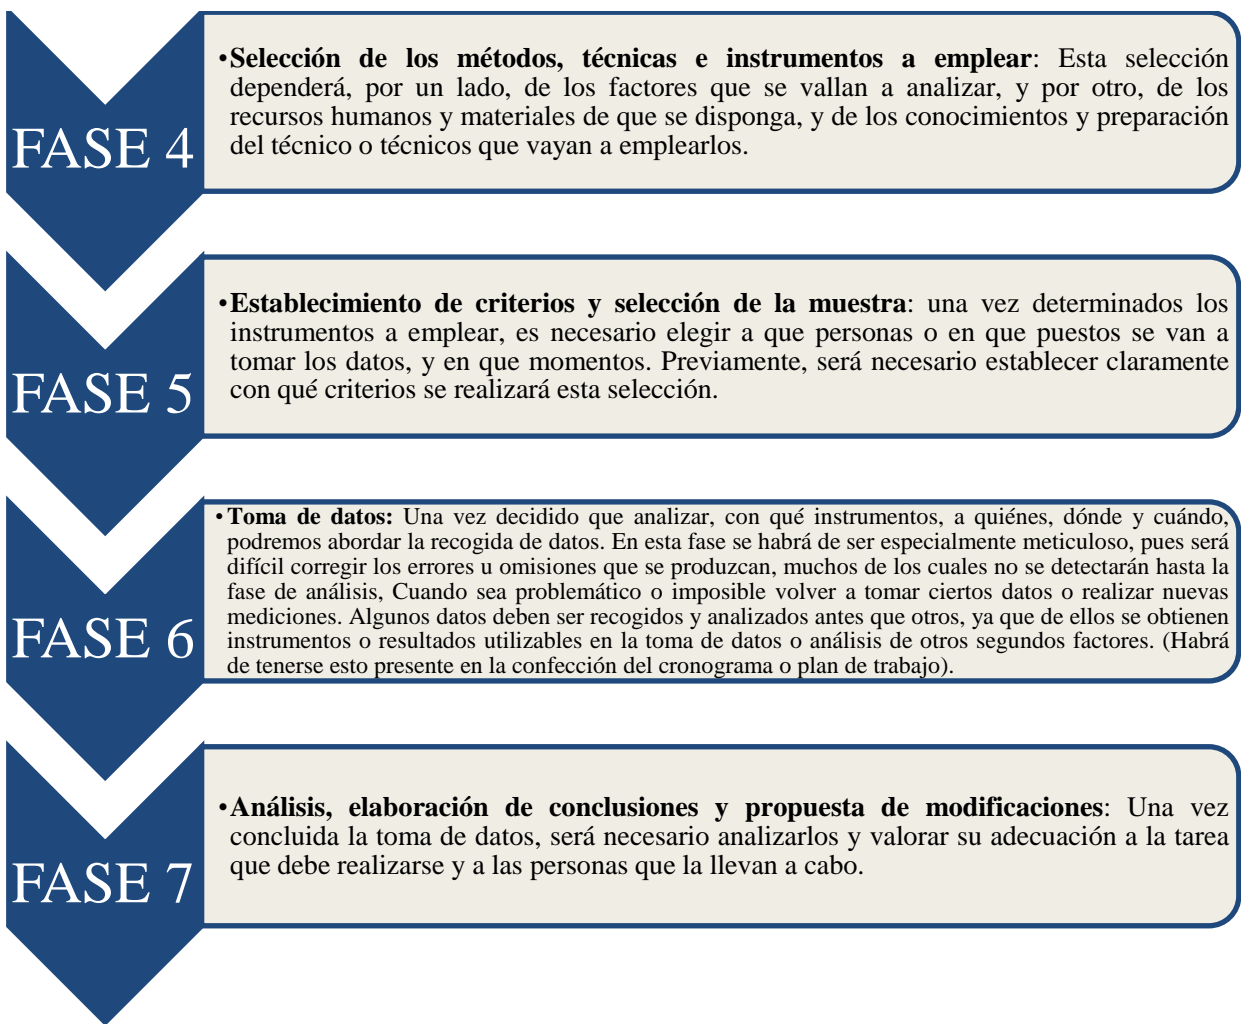 FASE 4
•Selección de los métodos, técnicas e instrumentos a emplear: Esta selección
dependerá, por un lado, de los factores que se vallan a analizar, y por otro, de los
recursos humanos y materiales de que se disponga, y de los conocimientos y preparación
del técnico o técnicos que vayan a emplearlos.
FASE 5
•Establecimiento de criterios y selección de la muestra: una vez determinados los
instrumentos a emplear, es necesario elegir a que personas o en que puestos se van a
tomar los datos, y en que momentos. Previamente, será necesario establecer claramente
con qué criterios se realizará esta selección.
FASE 6
•Toma de datos: Una vez decidido que analizar, con qué instrumentos, a quiénes, dónde y cuándo,
podremos abordar la recogida de datos. En esta fase se habrá de ser especialmente meticuloso, pues será
difícil corregir los errores u omisiones que se produzcan, muchos de los cuales no se detectarán hasta la
fase de análisis, Cuando sea problemático o imposible volver a tomar ciertos datos o realizar nuevas
mediciones. Algunos datos deben ser recogidos y analizados antes que otros, ya que de ellos se obtienen
instrumentos o resultados utilizables en la toma de datos o análisis de otros segundos factores. (Habrá
de tenerse esto presente en la confección del cronograma o plan de trabajo).
FASE 7
•Análisis, elaboración de conclusiones y propuesta de modificaciones: Una vez
concluida la toma de datos, será necesario analizarlos y valorar su adecuación a la tarea
que debe realizarse y a las personas que la llevan a cabo.